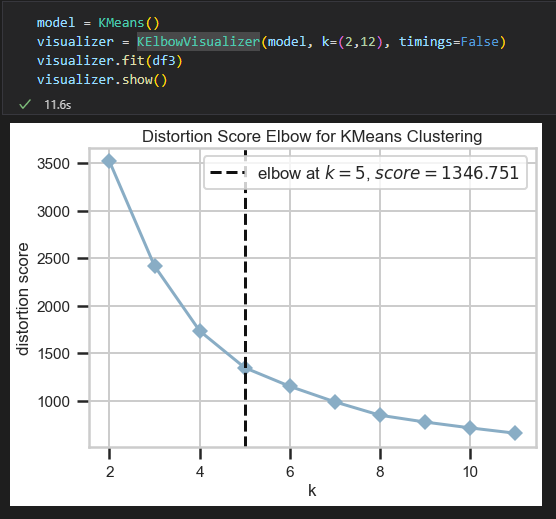 model = KMeans()
visualizer = KElbowVisualizer(model, k=(2,12), timings=False)
visualizer.fit(df3)
visualizer.show()
✓ 11.6s
Distortion Score Elbow for KMeans Clustering
elbow at k = 5, score = 1346.751
3500
3000
2500
2000
1500
1000
distortion score
2 4 6 8 10
k